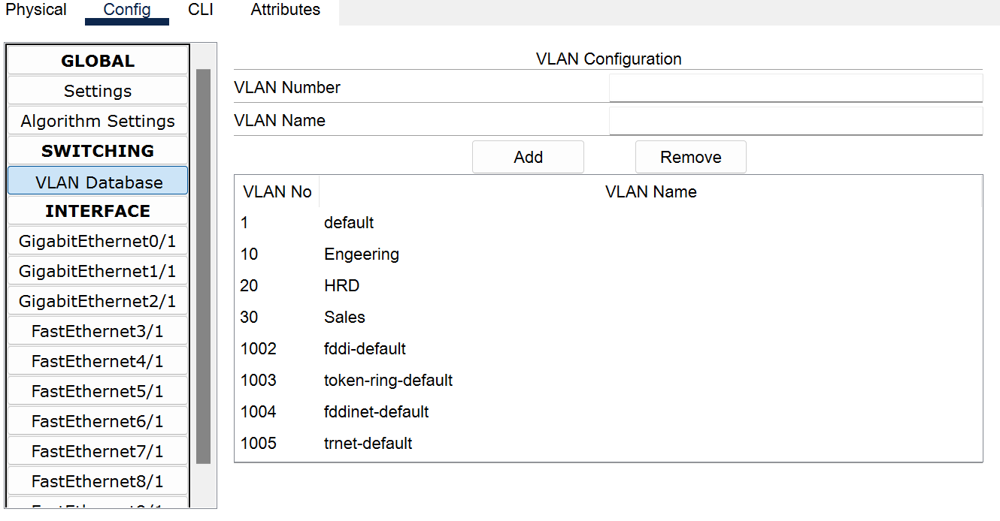 Physical Config CLI Attributes
GLOBAL
Settings
Algorithm Settings
SWITCHING
VLAN Database
INTERFACE
GigabitEthernet0/1
GigabitEthernet1/1
GigabitEthernet2/1
FastEthernet3/1
FastEthernet4/1
FastEthernet5/1
FastEthernet6/1
FastEthernet7/1
FastEthernet8/1
VLAN Configuration
VLAN Number
VLAN Name
Add Remove
VLAN No VLAN Name
1 default
10 Engeering
20 HRD
30 Sales
1002 fddi-default
1003 token-ring-default
1004 fddinet-default
1005 trnet-default